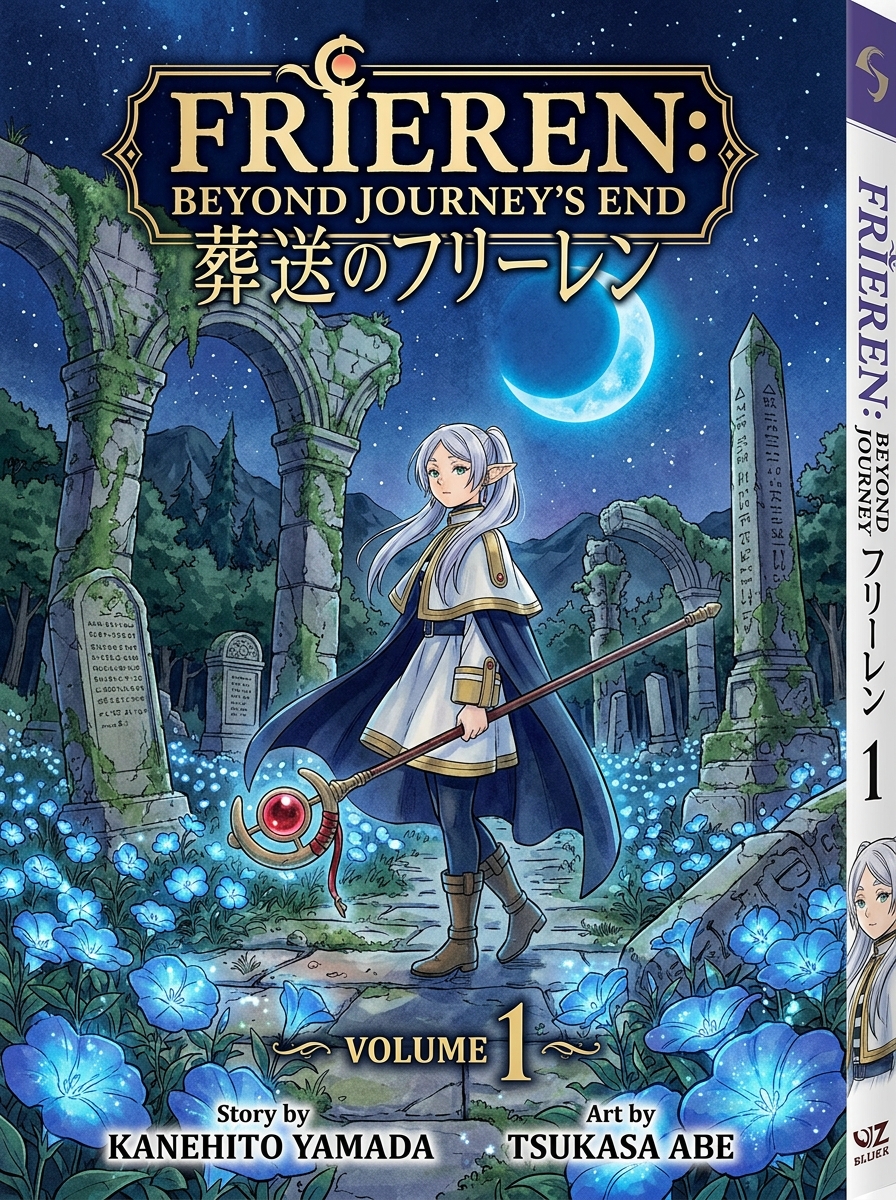 FRIEREN:
BEYOND JOURNEY'S END
葬送のフリーレン
VOLUME 1
Story by
KANEHITO YAMADA
Art by
TSUKASA ABE
FRIEREN:
BEYOND
JOURNEY
フリーレン
1
BLUER